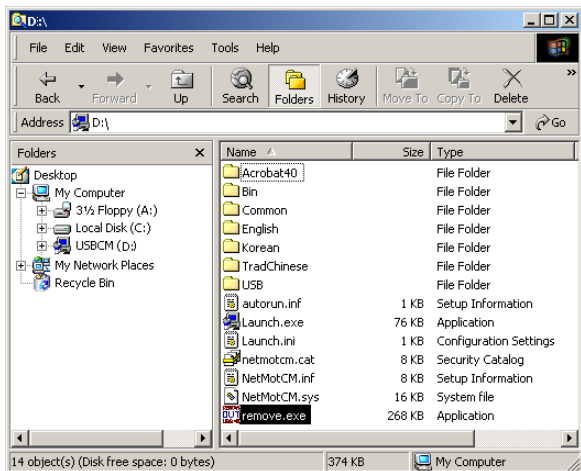 D:\
File Edit View Favorites Tools Help
Back Forward Up Search Folders History Move To Copy To Delete »
Address D:\ Go
Folders x
Desktop
My Computer
3½ Floppy (A:)
Local Disk (C:)
USBCM (D:)
My Network Places
Recycle Bin
Name Size Type
Acrobat40 File Folder
Bin File Folder
Common File Folder
English File Folder
Korean File Folder
TradChinese File Folder
USB File Folder
autorun.inf 1 KB Setup Information
Launch.exe 76 KB Application
Launch.ini 1 KB Configuration Settings
netmotcm.cat 8 KB Security Catalog
NetMotCM.inf 8 KB Setup Information
NetMotCM.sys 16 KB System file
remove.exe 268 KB Application
14 object(s) (Disk free space: 0 bytes) 374 KB My Computer